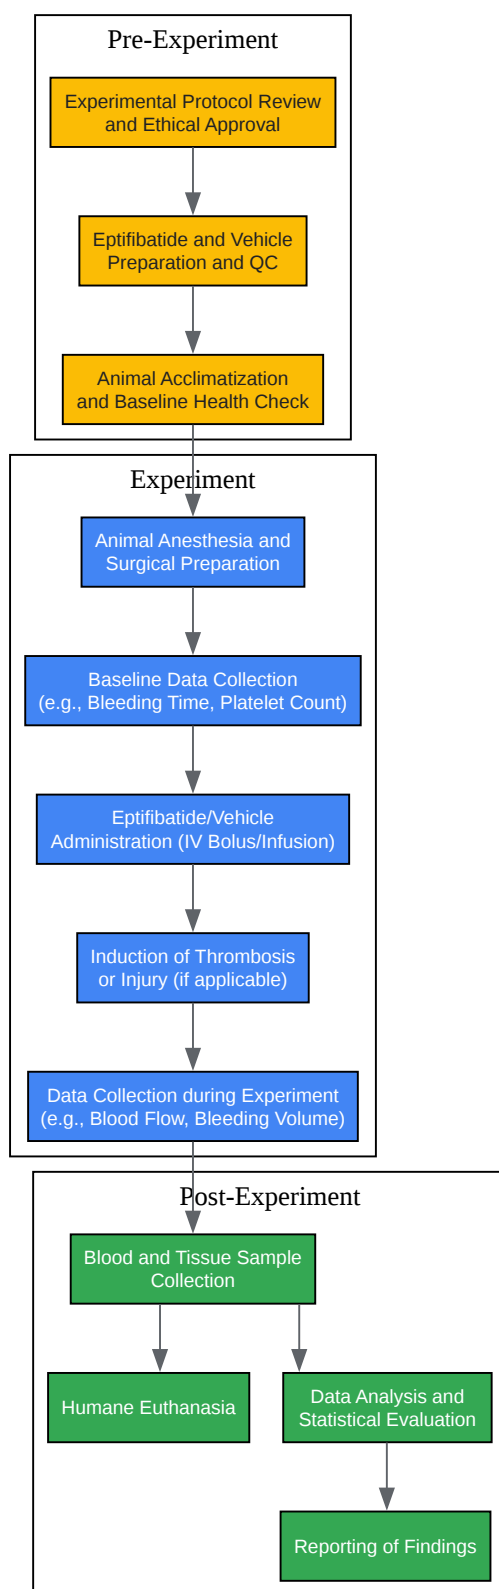 Pre-Experiment
Experimental Protocol Review
and Ethical Approval
Eptifibatide and Vehicle
Preparation and QC
Animal Acclimatization
and Baseline Health Check
Experiment
Animal Anesthesia and
Surgical Preparation
Baseline Data Collection
(e.g., Bleeding Time, Platelet Count)
Eptifibatide/Vehicle
Administration (IV Bolus/Infusion)
Induction of Thrombosis
or Injury (if applicable)
Data Collection during Experiment
(e.g., Blood Flow, Bleeding Volume)
Post-Experiment
Blood and Tissue Sample
Collection
Humane Euthanasia
Data Analysis and
Statistical Evaluation
Reporting of Findings